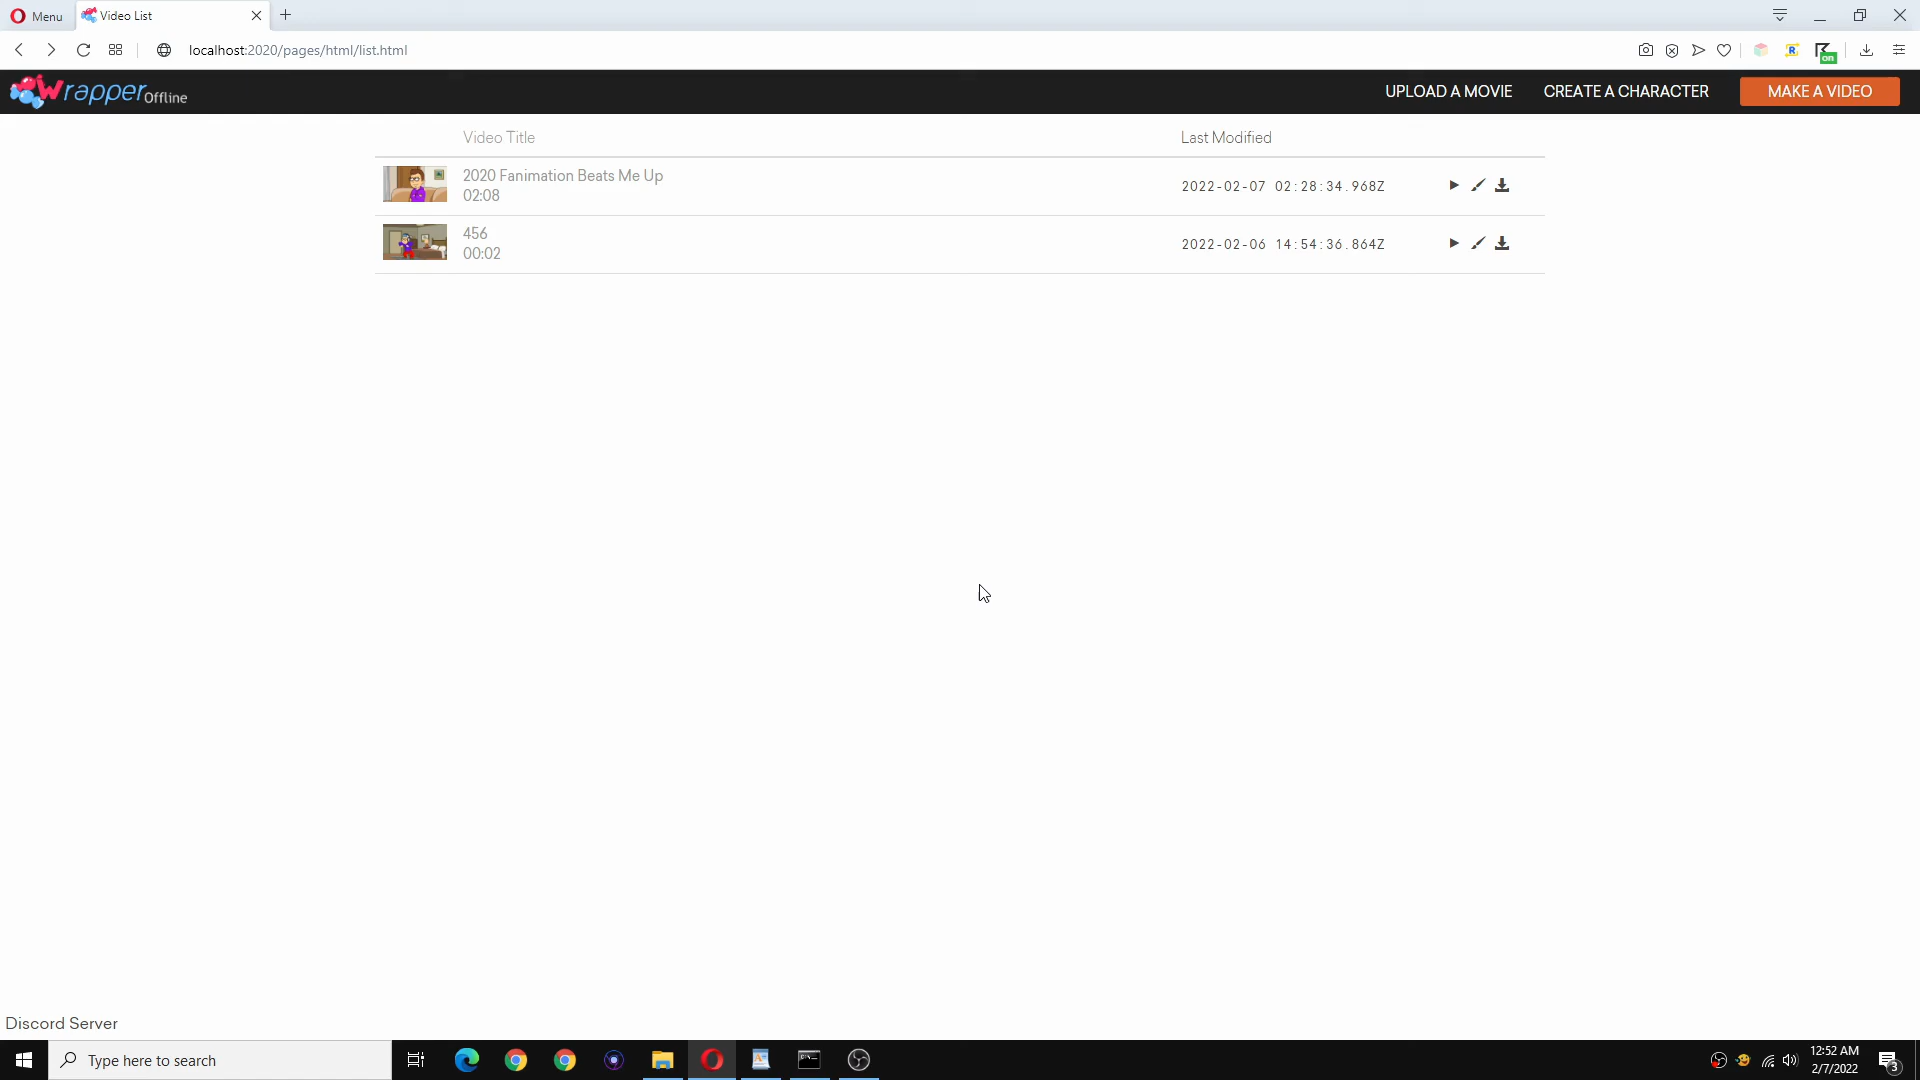 Menu
Video List
localhost:2020/pages/html/list.html
on
Wrapper Offline
UPLOAD A MOVIE
CREATE A CHARACTER
MAKE A VIDEO
Video Title
Last Modified
2020 Fanimation Beats Me Up
02:08
2022-02-07 02:28:34.968Z
456
00:02
2022-02-06 14:54:36.864Z
Discord Server
Type here to search
12:52 AM
2/7/2022
3